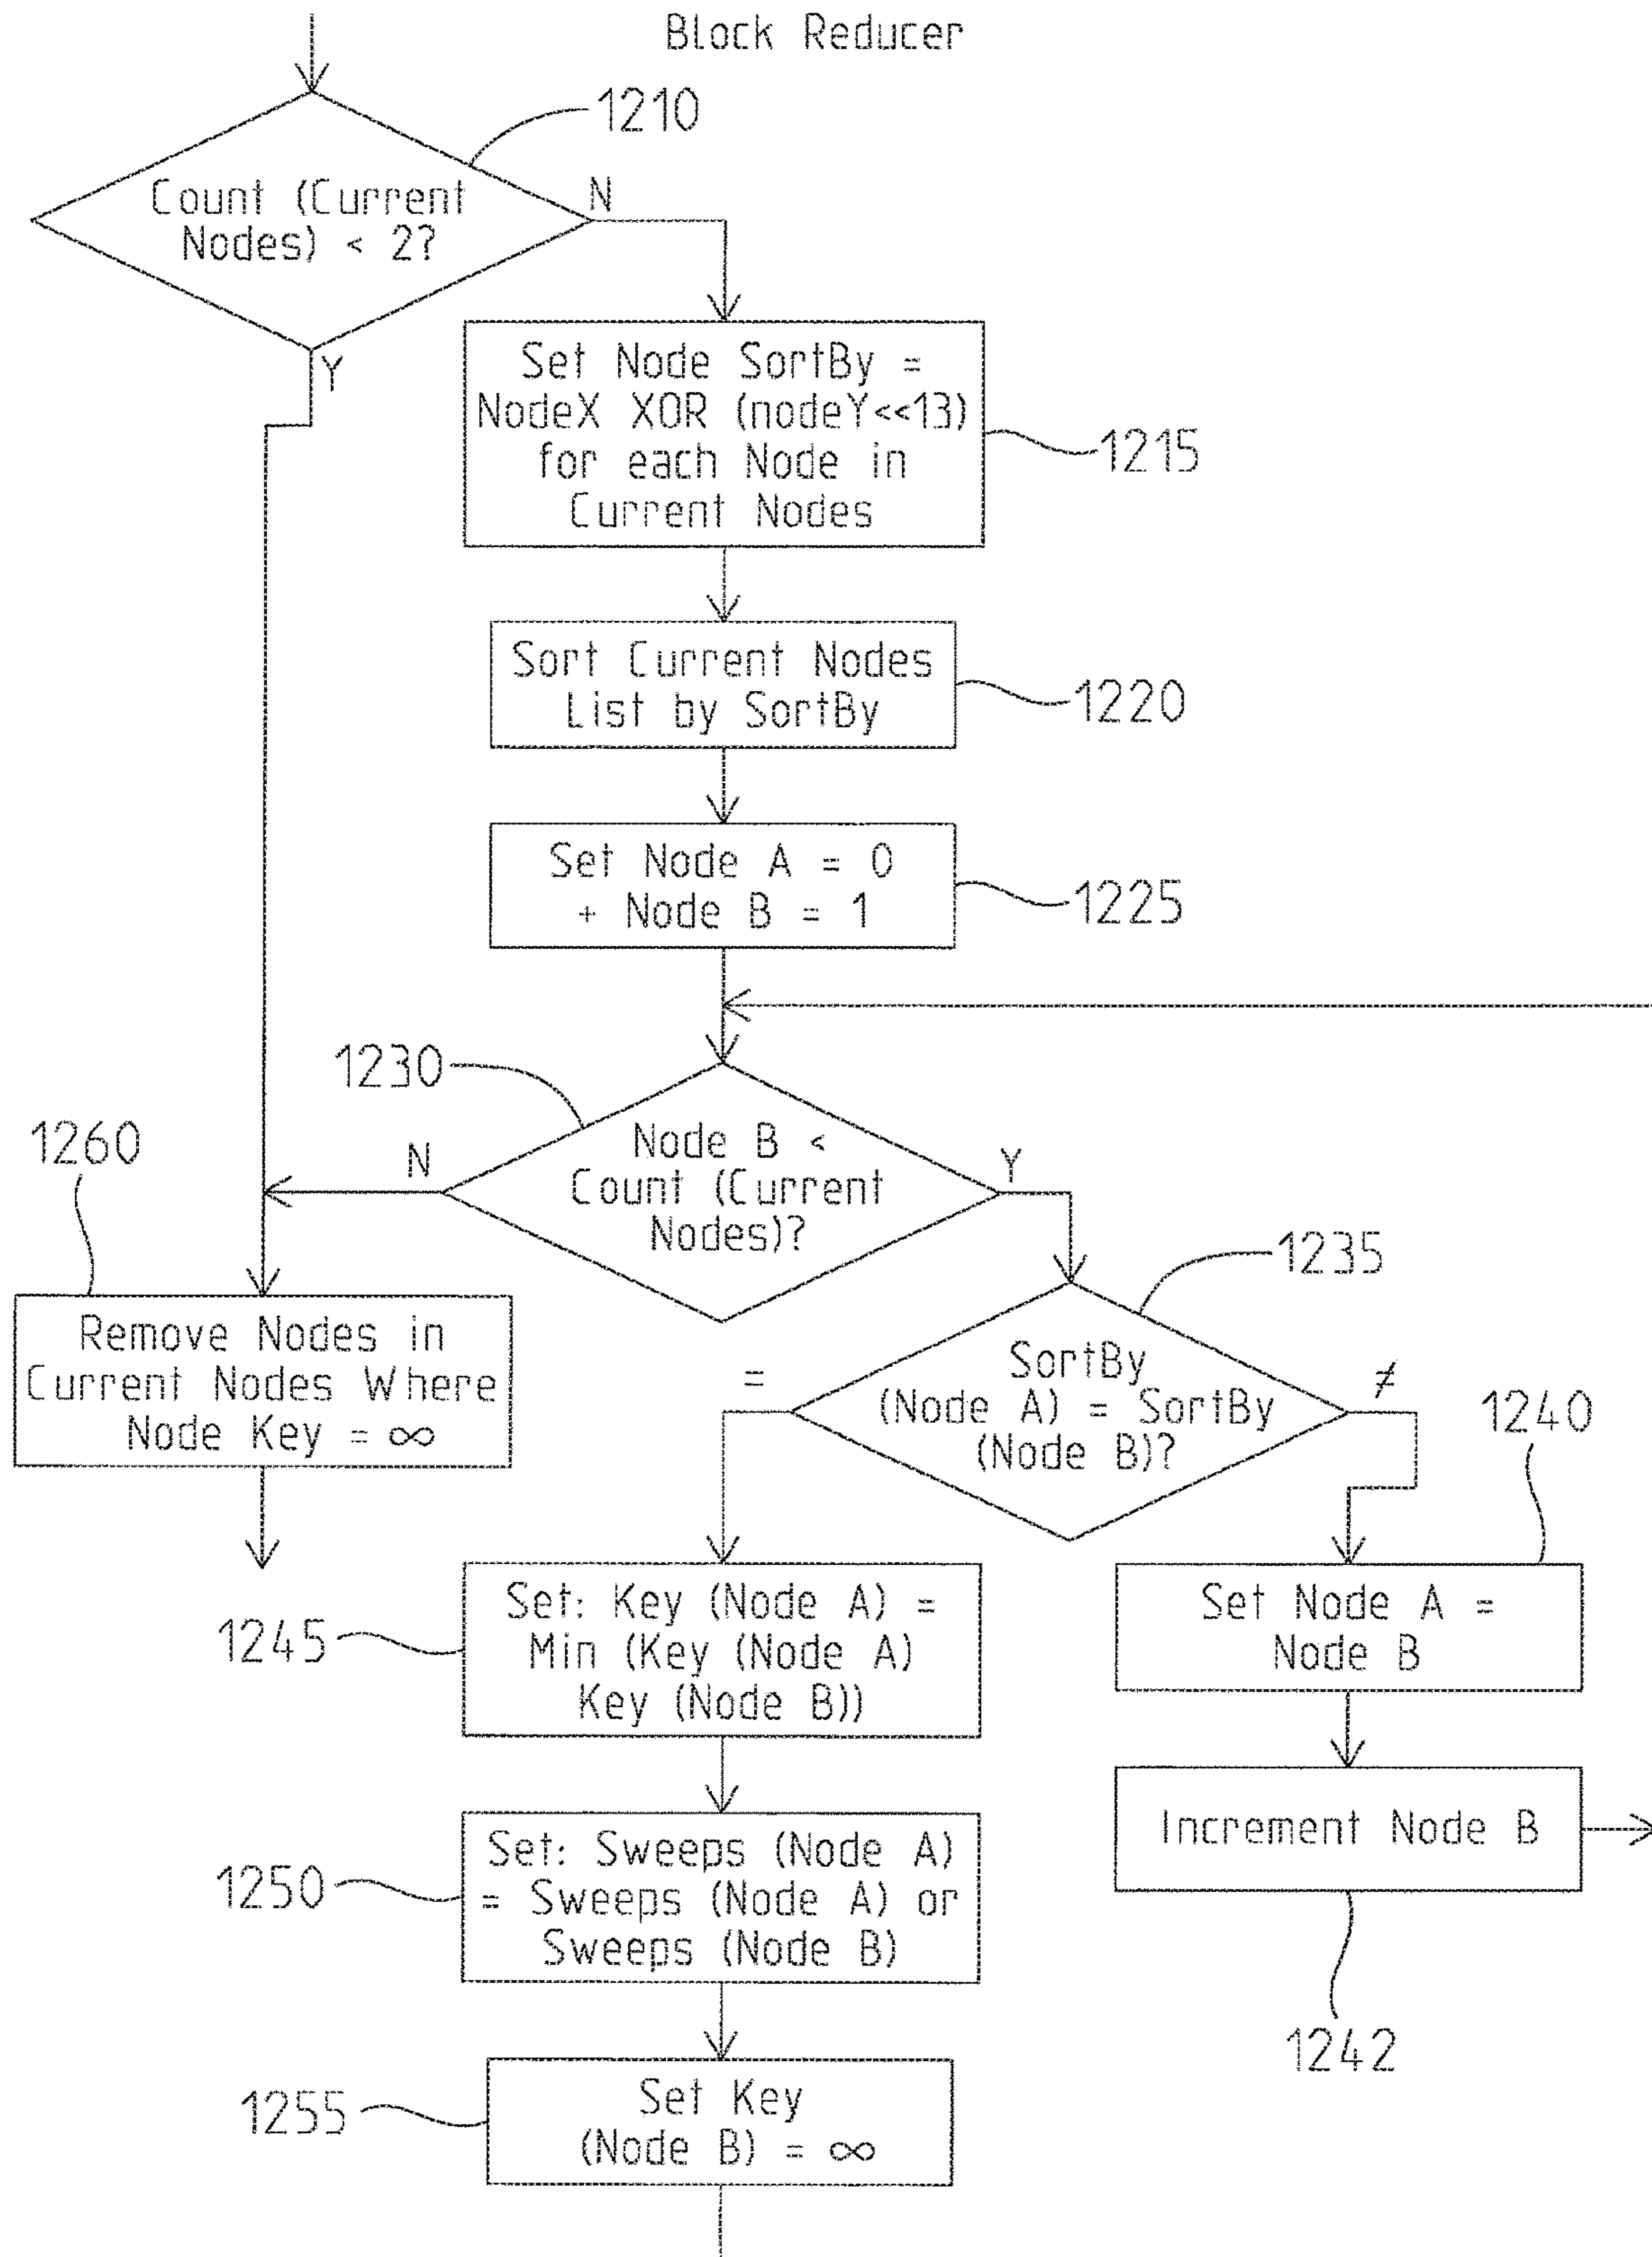 Block Reducer
1210
Count (Current
Nodes) < 2?
N
Y
Set Node SortBy =
NodeX XOR (nodeY<<13)
for each Node in
Current Nodes
1215
Sort Current Nodes
List by SortBy
1220
Set Node A = 0
+ Node B = 1
1225
1230
Node B <
Count (Current
Nodes)?
N
Y
1260
Remove Nodes in
Current Nodes Where
Node Key = ∞
1235
SortBy
(Node A) = SortBy
(Node B)?
=
≠
1240
Set Node A =
Node B
1245
Set: Key (Node A) =
Min (Key (Node A)
Key (Node B))
Increment Node B
1242
1250
Set: Sweeps (Node A)
= Sweeps (Node A) or
Sweeps (Node B)
1255
Set Key
(Node B) = ∞